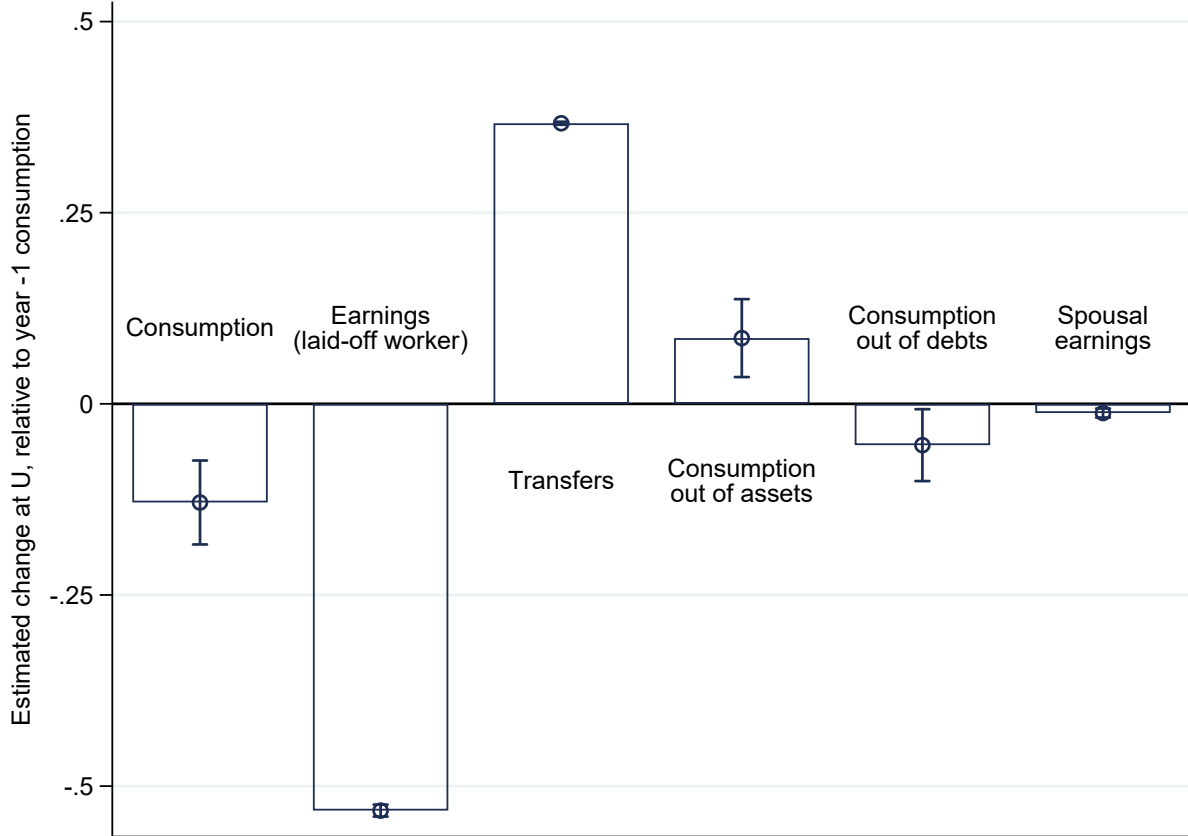 Estimated change at U, relative to year -1 consumption
.5
.25
0
-.25
-.5
Consumption
Earnings
(laid-off worker)
Transfers
Consumption
out of assets
Consumption
out of debts
Spousal
earnings